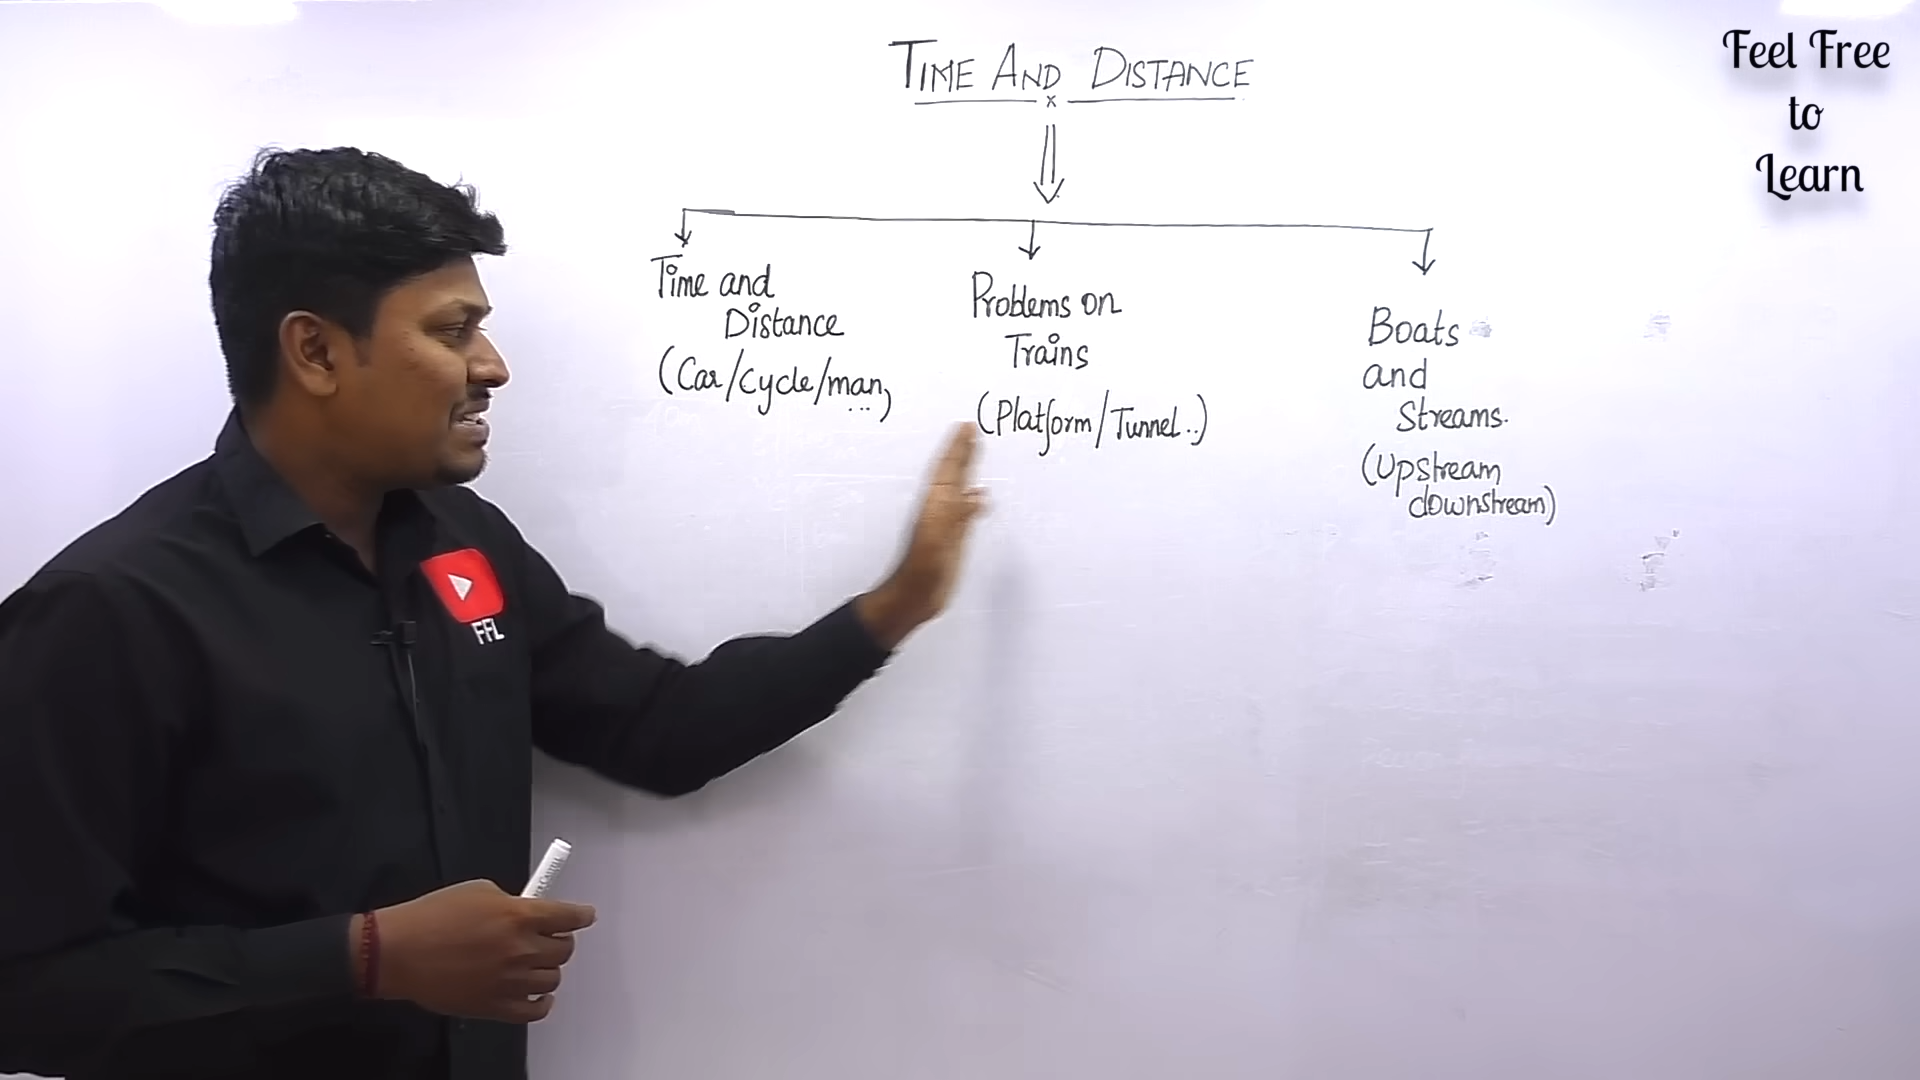 TIME AND DISTANCE
x
Time and
Distance
(Car/cycle/man,
...)
Problems on
Trains
(Platform/Tunnel..)
Boats
and
Streams.
(Upstream
downstream)
Feel Free
to
Learn
FFL